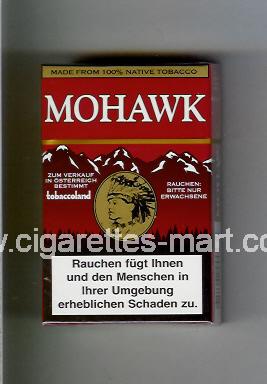 MADE FROM 100% NATIVE TOBACCO
MOHAWK
ZUM VERKAUF
IN ÖSTERREICH
BESTIMMT
tobaccoland
RAUCHEN:
BITTE NUR
ERWACHSENE
www.cigarettes-mart.com
Rauchen fügt Ihnen
und den Menschen in
Ihrer Umgebung
erheblichen Schaden zu.